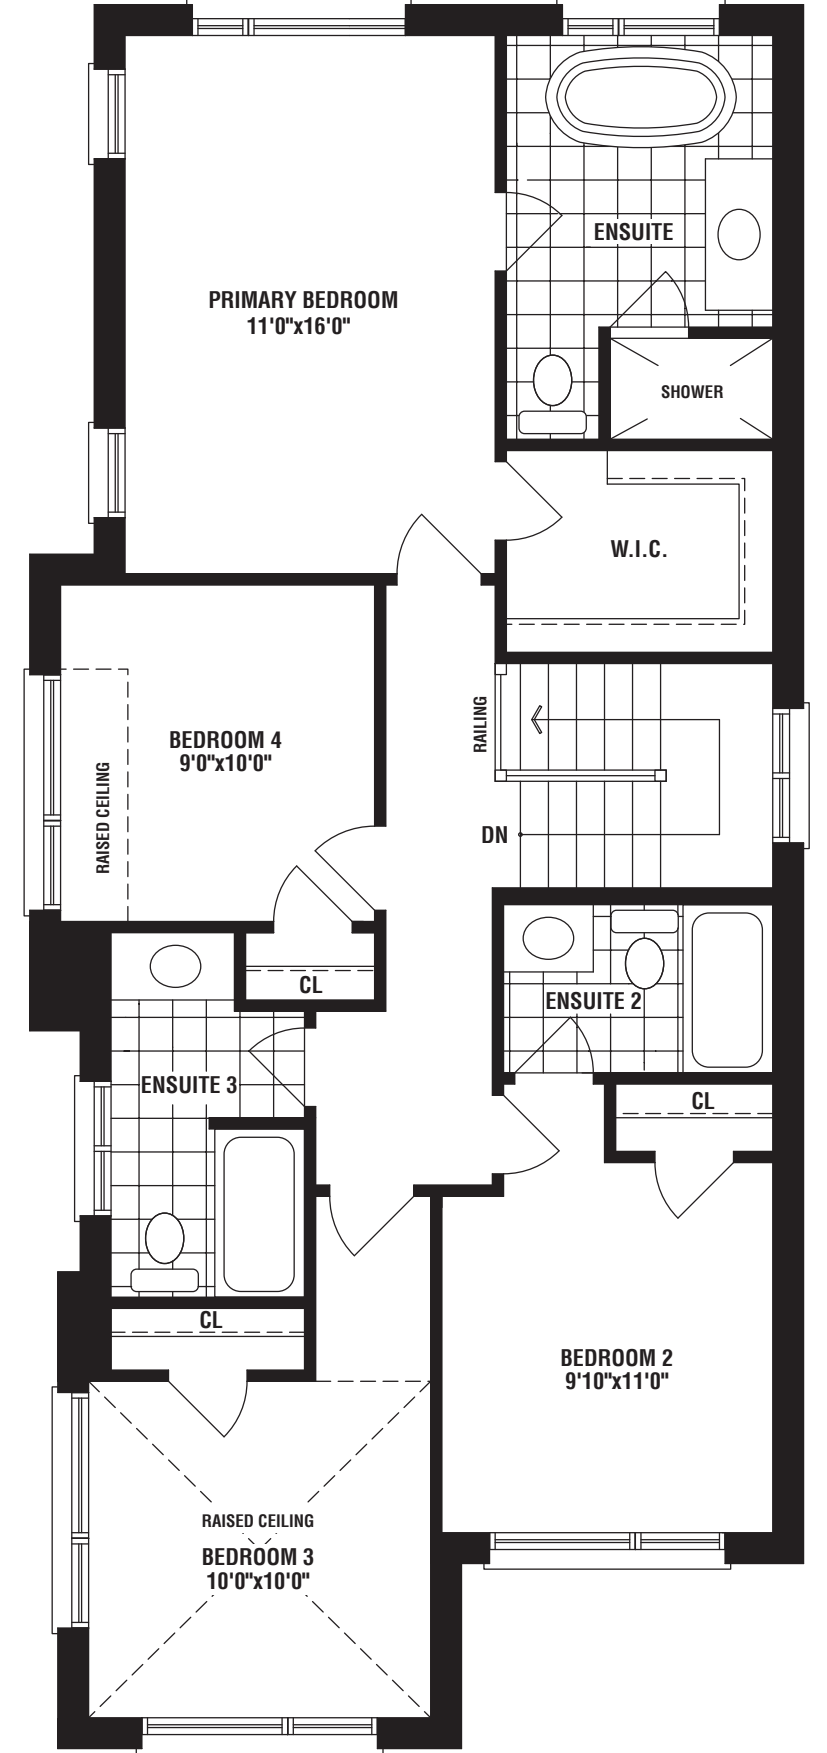 ENSUITE
PRIMARY BEDROOM
11'0"x16'0"
SHOWER
W.I.C.
RAILING
BEDROOM 4
9'0"x10'0"
RAISED CEILING
DN
CL
ENSUITE 2
ENSUITE 3
CL
CL
BEDROOM 2
9'10"x11'0"
RAISED CEILING
BEDROOM 3
10'0"x10'0"